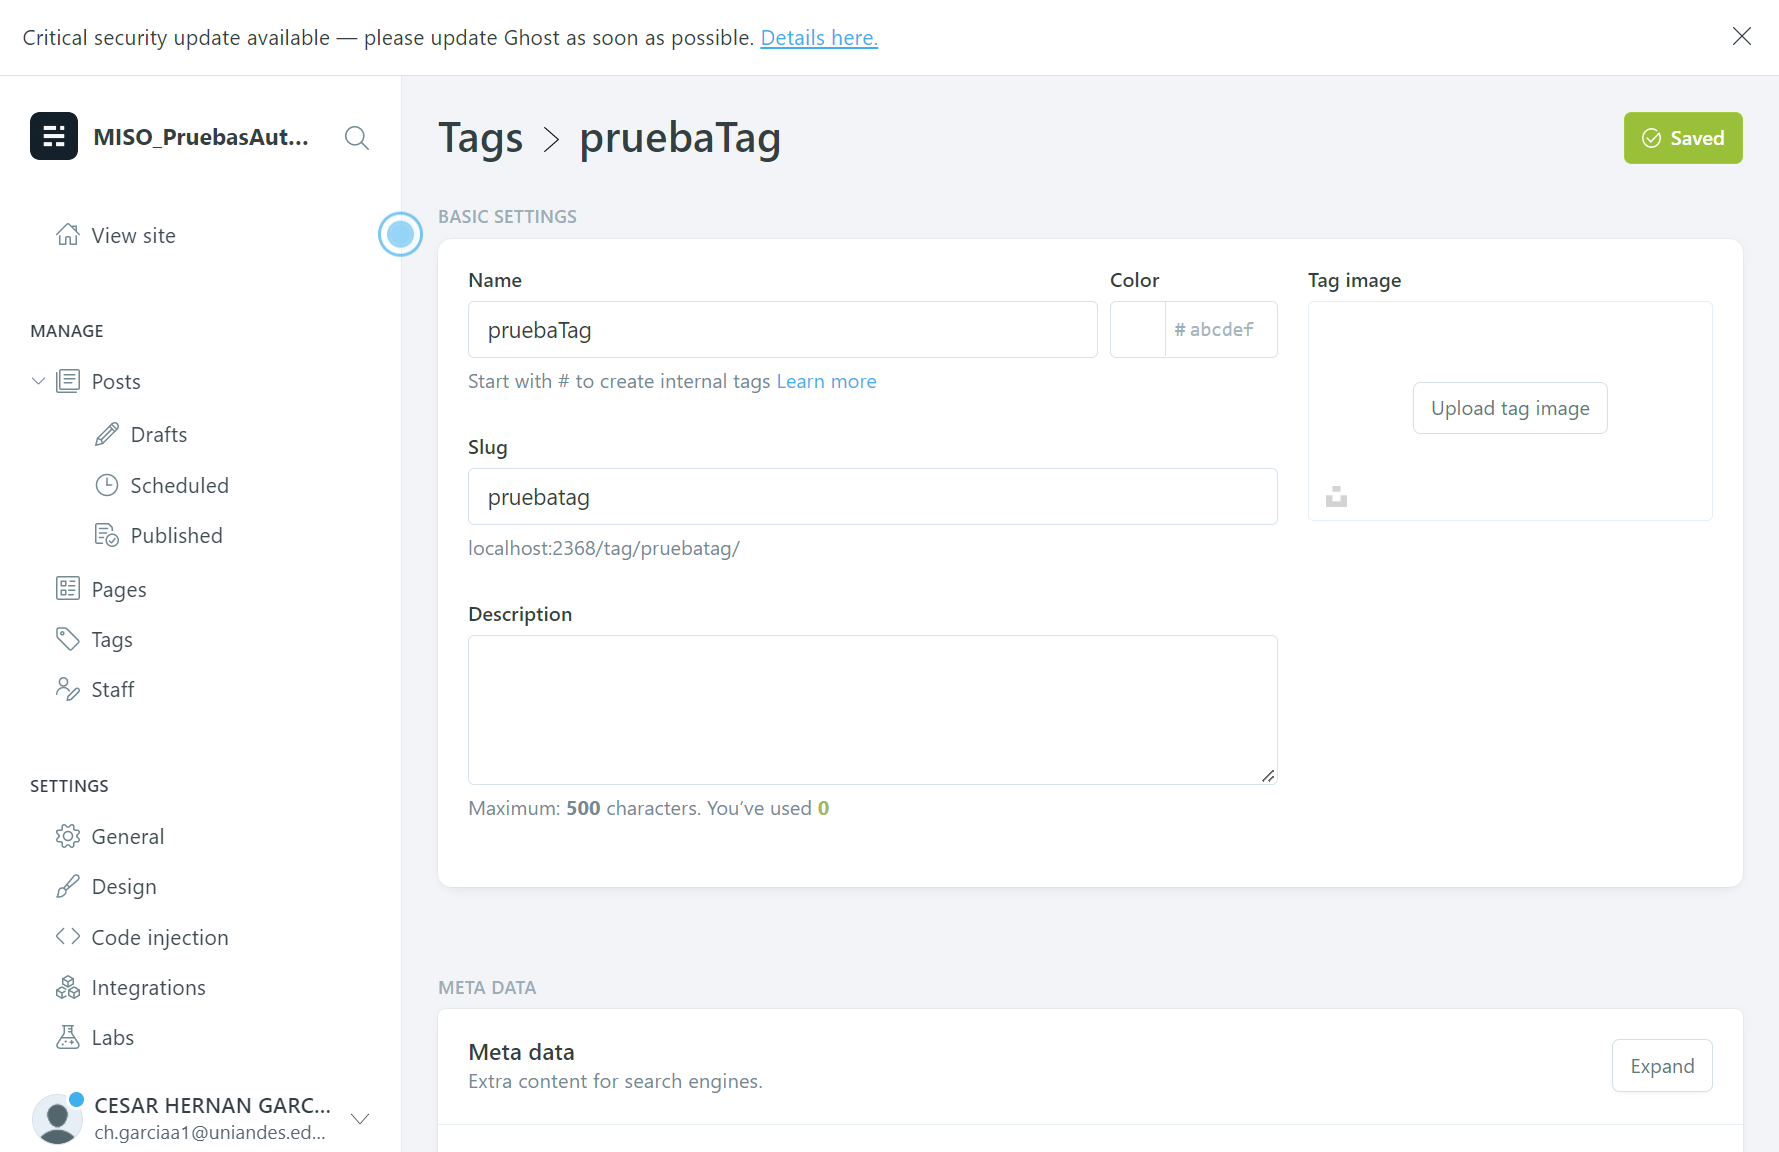 Critical security update available — please update Ghost as soon as possible. Details here.
MISO_PruebasAut...
View site
MANAGE
Posts
Drafts
Scheduled
Published
Pages
Tags
Staff
SETTINGS
General
Design
Code injection
Integrations
Labs
CESAR HERNAN GARC...
ch.garciaa1@uniandes.ed...
Tags > pruebaTag
Saved
BASIC SETTINGS
Name
pruebaTag
Start with # to create internal tags Learn more
Color
# abcdef
Slug
pruebatag
localhost:2368/tag/pruebatag/
Description
Maximum: 500 characters. You’ve used 0
Tag image
Upload tag image
META DATA
Meta data
Extra content for search engines.
Expand